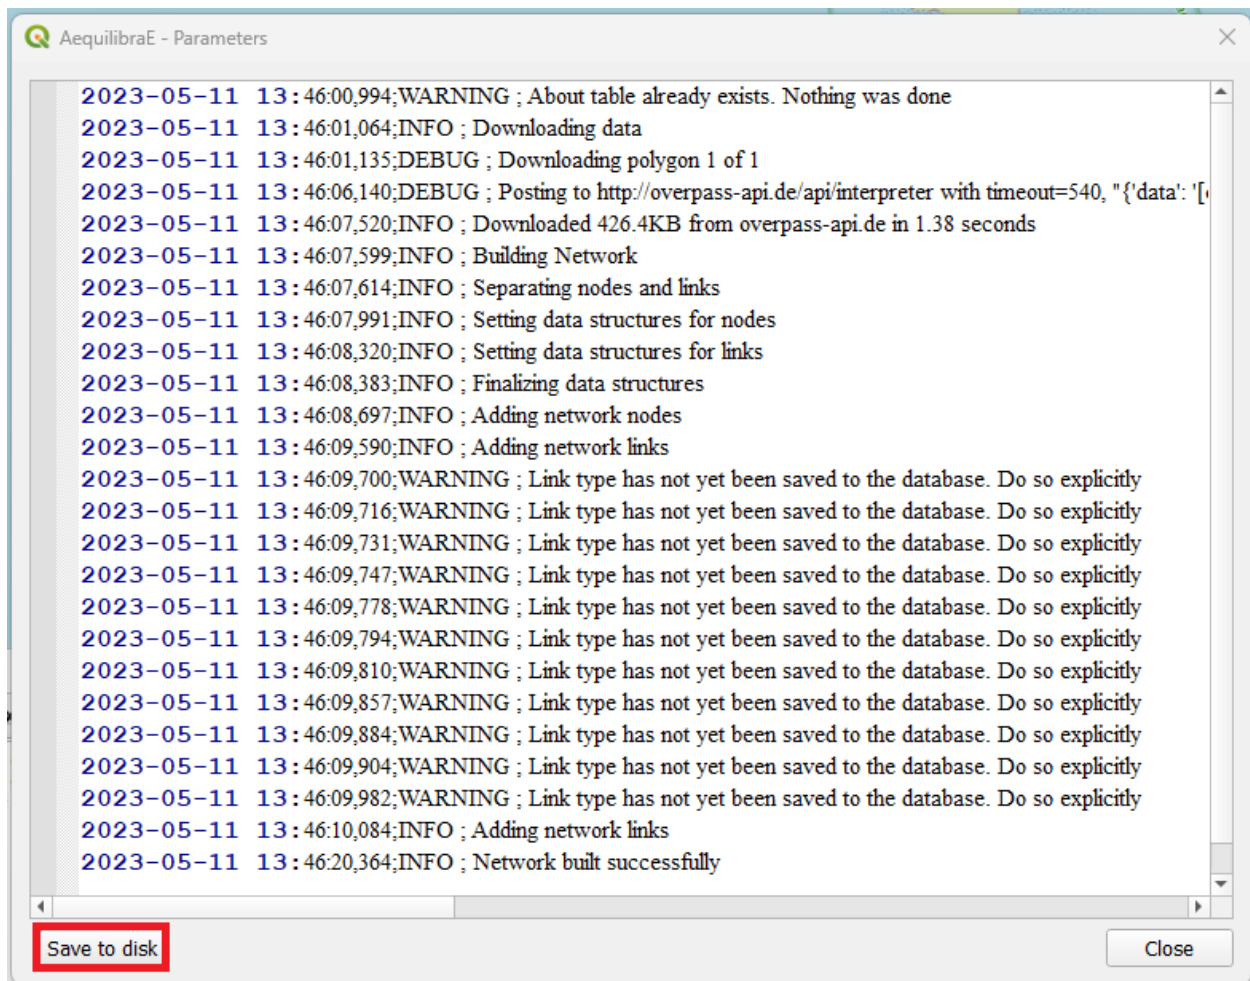 AequilibraE - Parameters
2023-05-11 13:46:00,994;WARNING ; About table already exists. Nothing was done
2023-05-11 13:46:01,064;INFO ; Downloading data
2023-05-11 13:46:01,135;DEBUG ; Downloading polygon 1 of 1
2023-05-11 13:46:06,140;DEBUG ; Posting to http://overpass-api.de/api/interpreter with timeout=540, "{'data': '[
2023-05-11 13:46:07,520;INFO ; Downloaded 426.4KB from overpass-api.de in 1.38 seconds
2023-05-11 13:46:07,599;INFO ; Building Network
2023-05-11 13:46:07,614;INFO ; Separating nodes and links
2023-05-11 13:46:07,991;INFO ; Setting data structures for nodes
2023-05-11 13:46:08,320;INFO ; Setting data structures for links
2023-05-11 13:46:08,383;INFO ; Finalizing data structures
2023-05-11 13:46:08,697;INFO ; Adding network nodes
2023-05-11 13:46:09,590;INFO ; Adding network links
2023-05-11 13:46:09,700;WARNING ; Link type has not yet been saved to the database. Do so explicitly
2023-05-11 13:46:09,716;WARNING ; Link type has not yet been saved to the database. Do so explicitly
2023-05-11 13:46:09,731;WARNING ; Link type has not yet been saved to the database. Do so explicitly
2023-05-11 13:46:09,747;WARNING ; Link type has not yet been saved to the database. Do so explicitly
2023-05-11 13:46:09,778;WARNING ; Link type has not yet been saved to the database. Do so explicitly
2023-05-11 13:46:09,794;WARNING ; Link type has not yet been saved to the database. Do so explicitly
2023-05-11 13:46:09,810;WARNING ; Link type has not yet been saved to the database. Do so explicitly
2023-05-11 13:46:09,857;WARNING ; Link type has not yet been saved to the database. Do so explicitly
2023-05-11 13:46:09,884;WARNING ; Link type has not yet been saved to the database. Do so explicitly
2023-05-11 13:46:09,904;WARNING ; Link type has not yet been saved to the database. Do so explicitly
2023-05-11 13:46:09,982;WARNING ; Link type has not yet been saved to the database. Do so explicitly
2023-05-11 13:46:10,084;INFO ; Adding network links
2023-05-11 13:46:20,364;INFO ; Network built successfully
Save to disk
Close